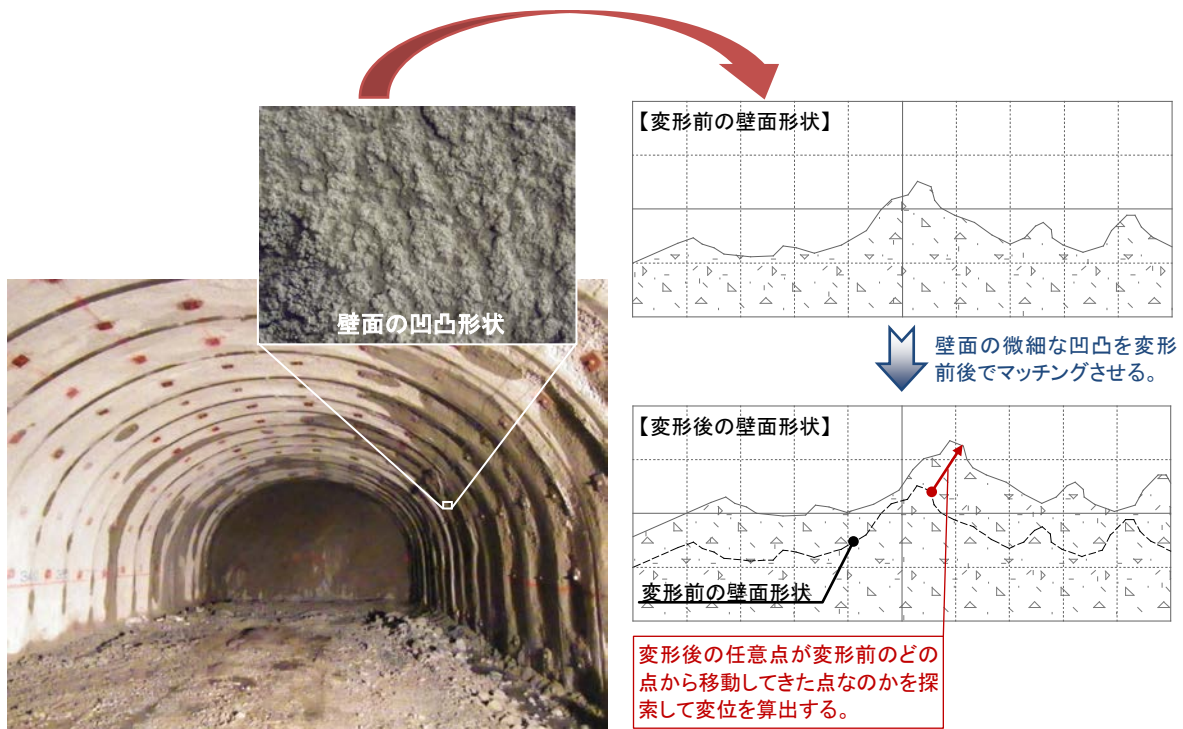 壁面の凹凸形状
【変形前の壁面形状】
壁面の微細な凹凸を変形
前後でマッチングさせる。
【変形後の壁面形状】
変形前の壁面形状
変形後の任意点が変形前のどの
点から移動してきた点なのかを探
索して変位を算出する。